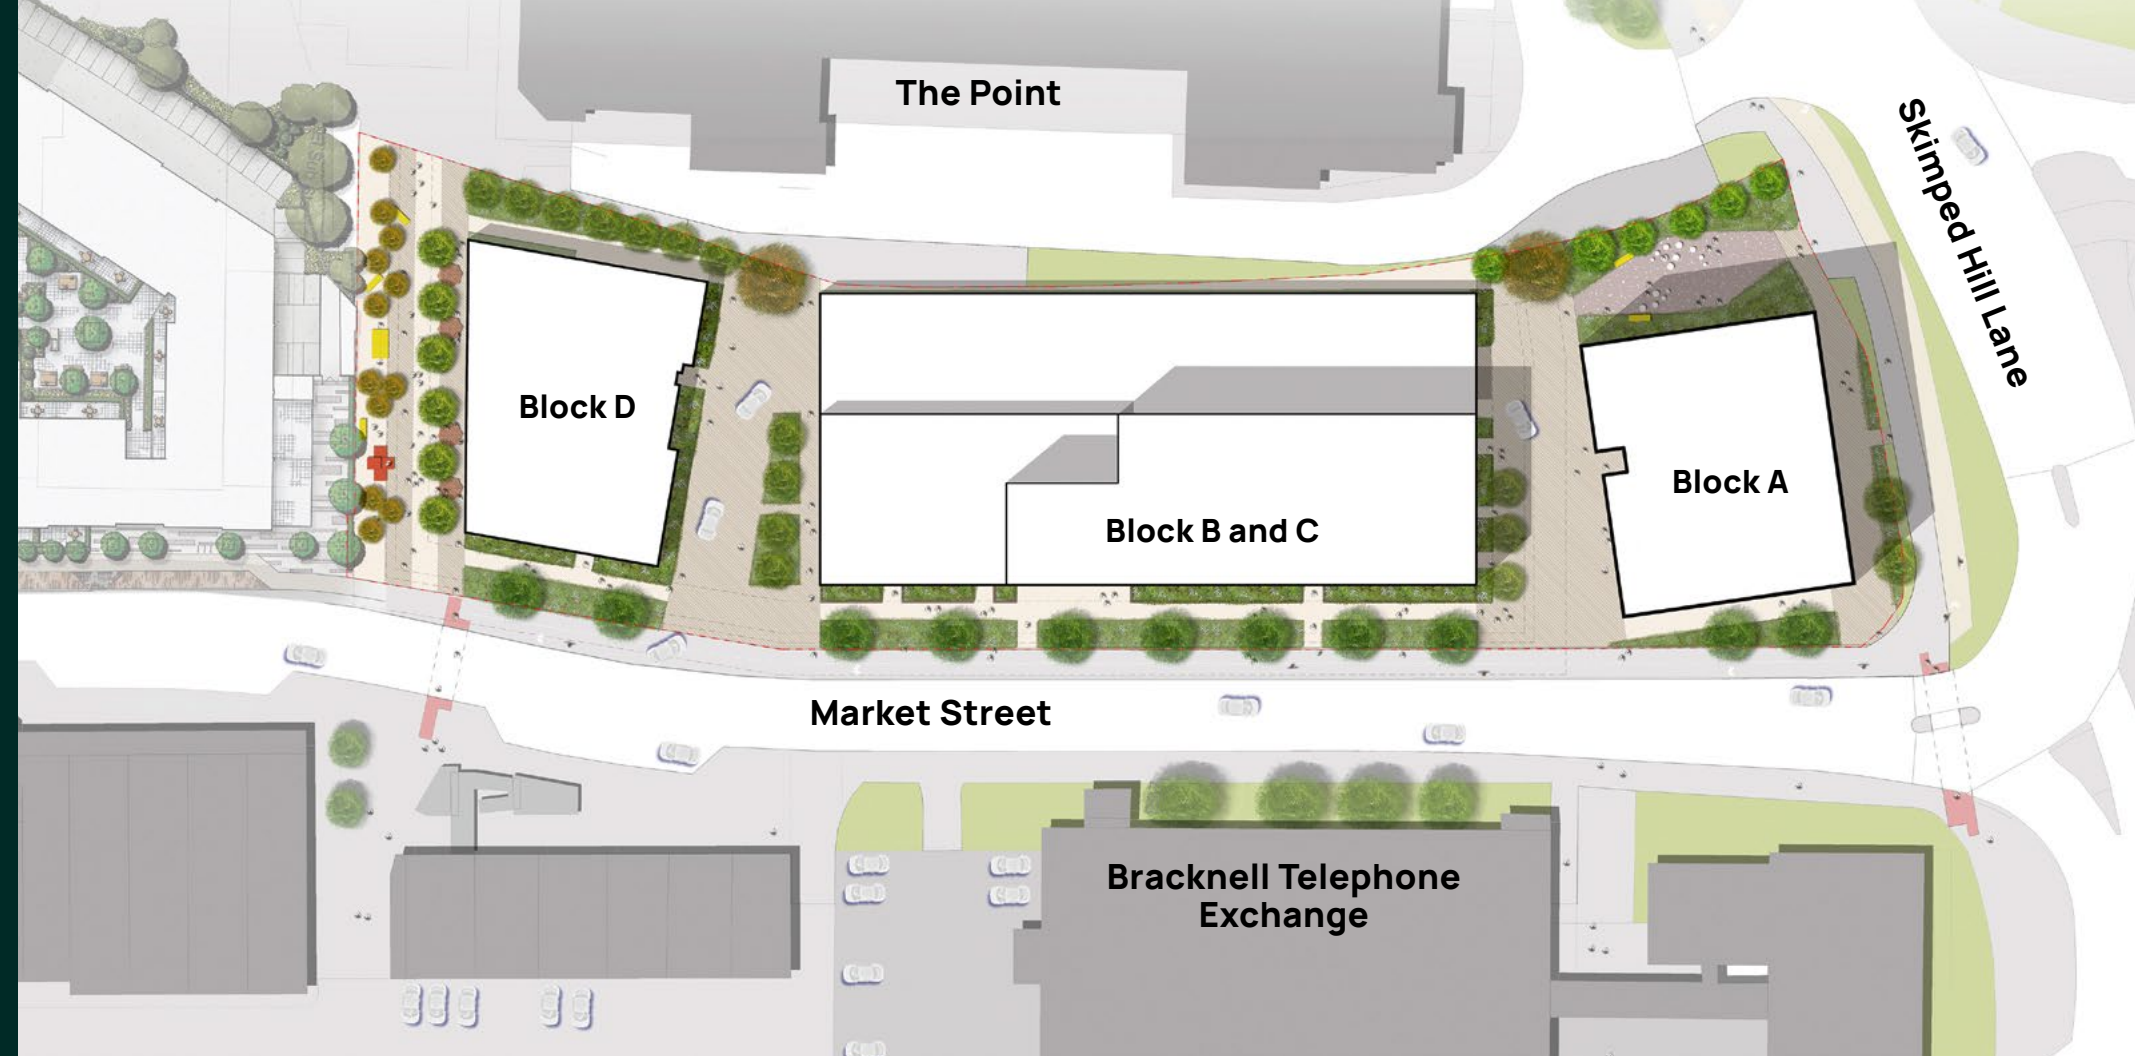 The Point
Skimped Hill Lane
Block D
Block A
Block B and C
Market Street
Bracknell Telephone
Exchange